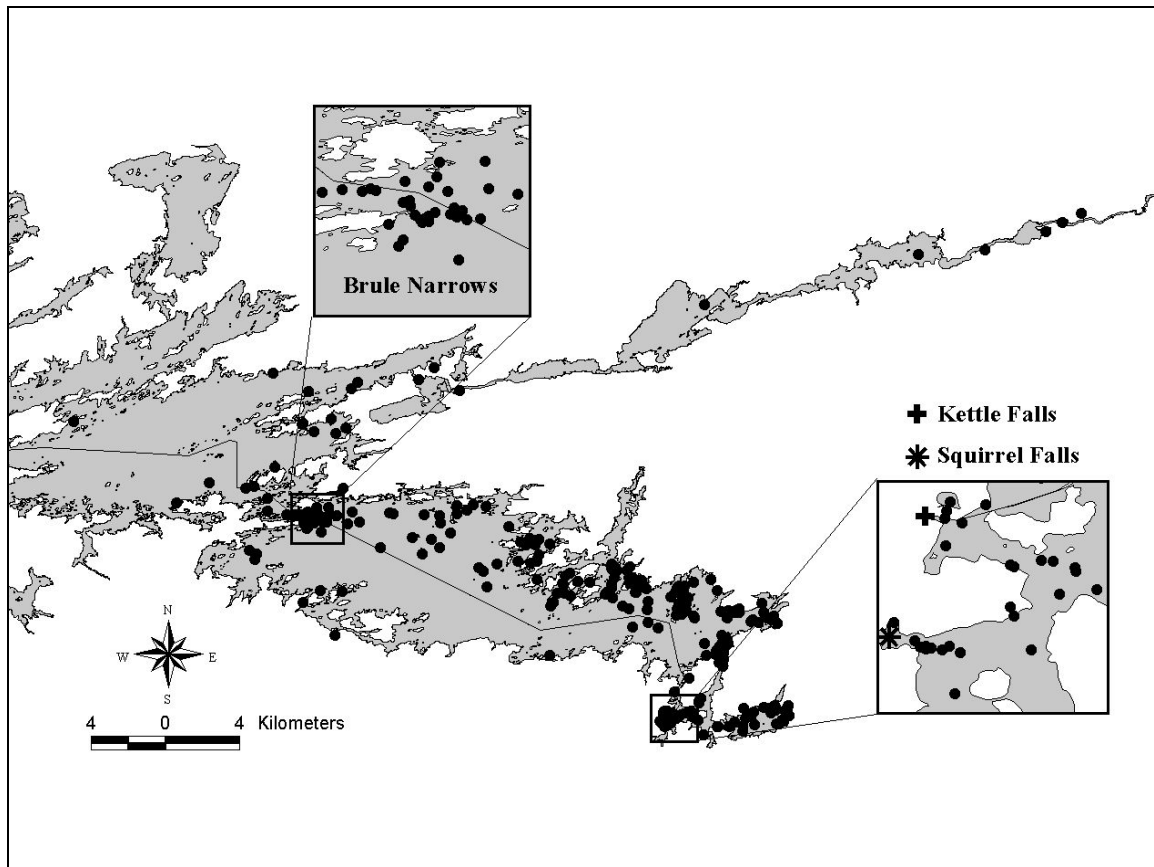 Brule Narrows
Kettle Falls
Squirrel Falls
N
W E
S
4 0 4 Kilometers